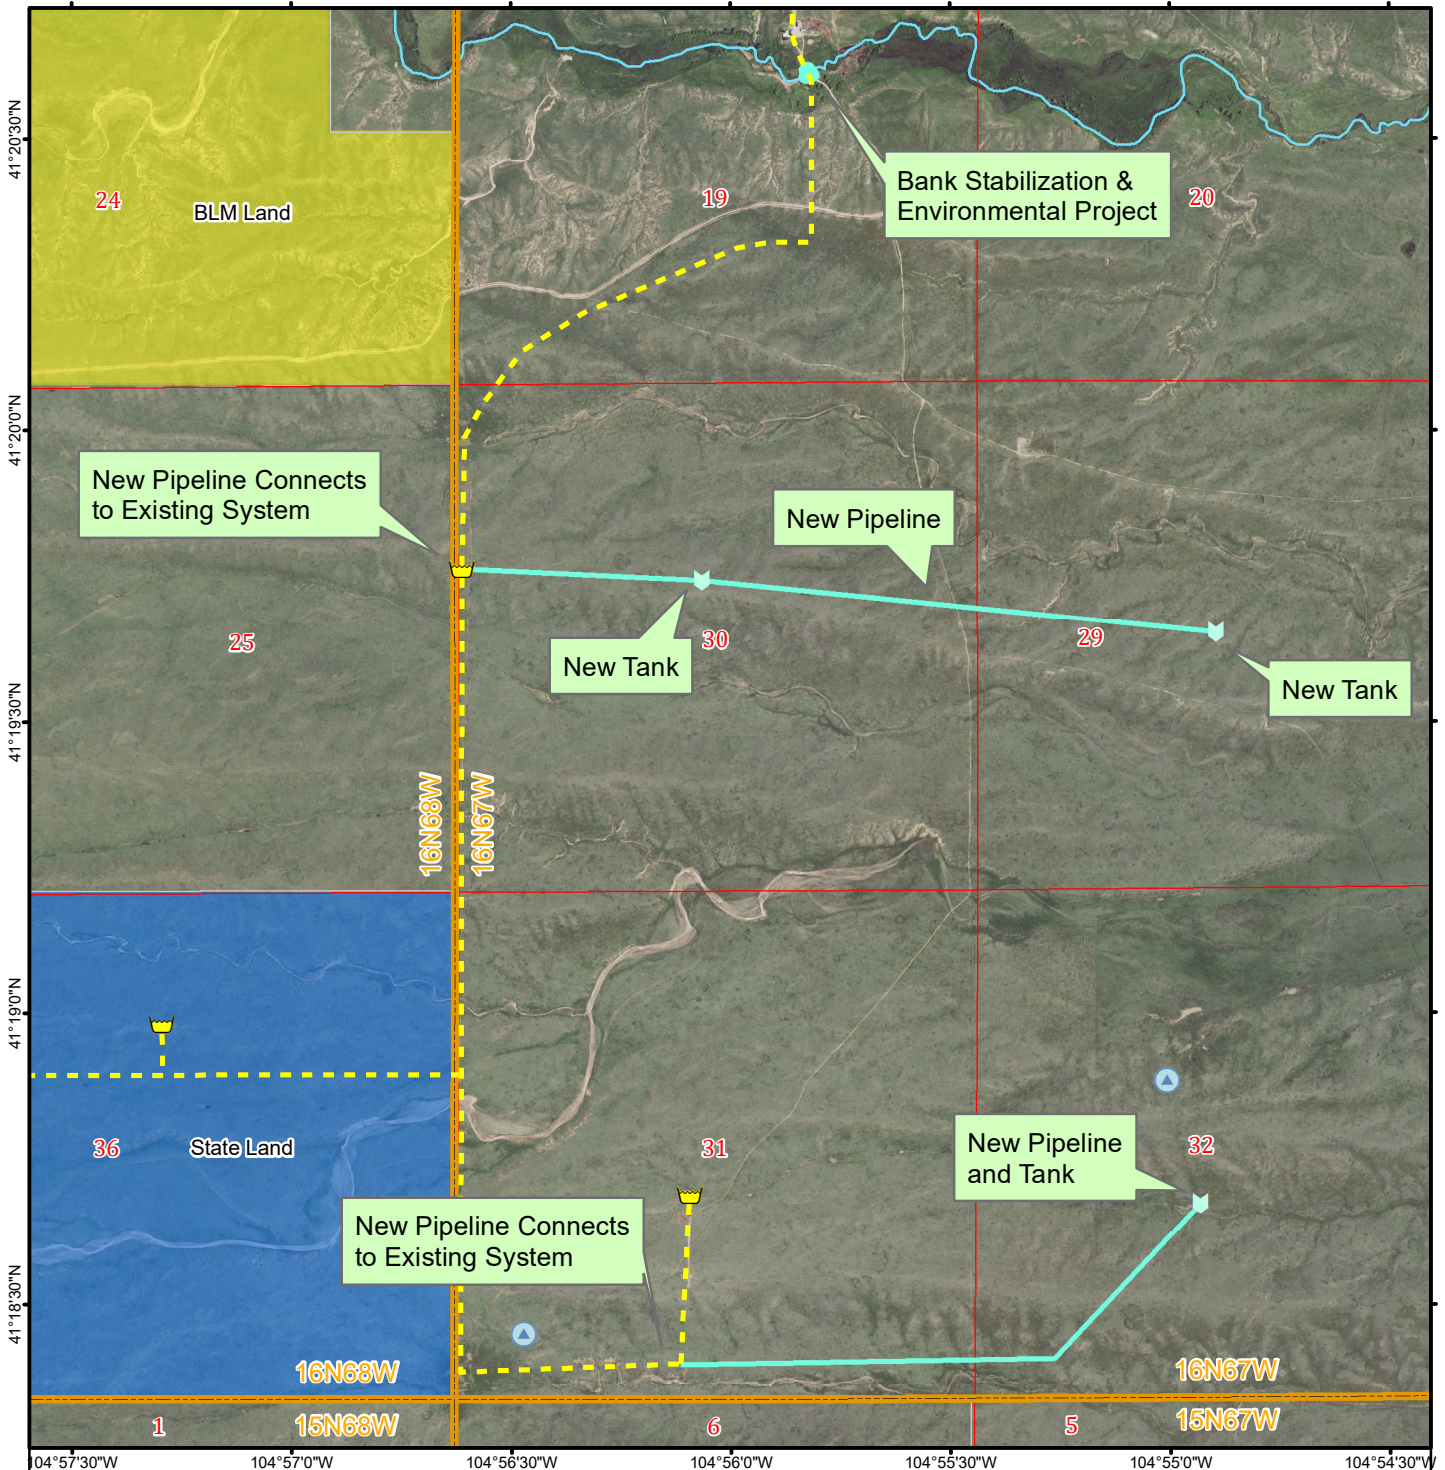 24
BLM Land
19
Bank Stabilization &
Environmental Project
20
New Pipeline Connects
to Existing System
New Pipeline
25
New Tank
30
29
New Tank
16N68W
16N67W
36
State Land
31
New Pipeline
and Tank
32
New Pipeline Connects
to Existing System
16N68W
16N67W
15N68W
15N67W
1
6
5
41°20'30"N
41°20'0"N
41°19'30"N
41°19'0"N
41°18'30"N
104°57'30"W
104°57'0"W
104°56'30"W
104°56'0"W
104°55'30"W
104°55'0"W
104°54'30"W